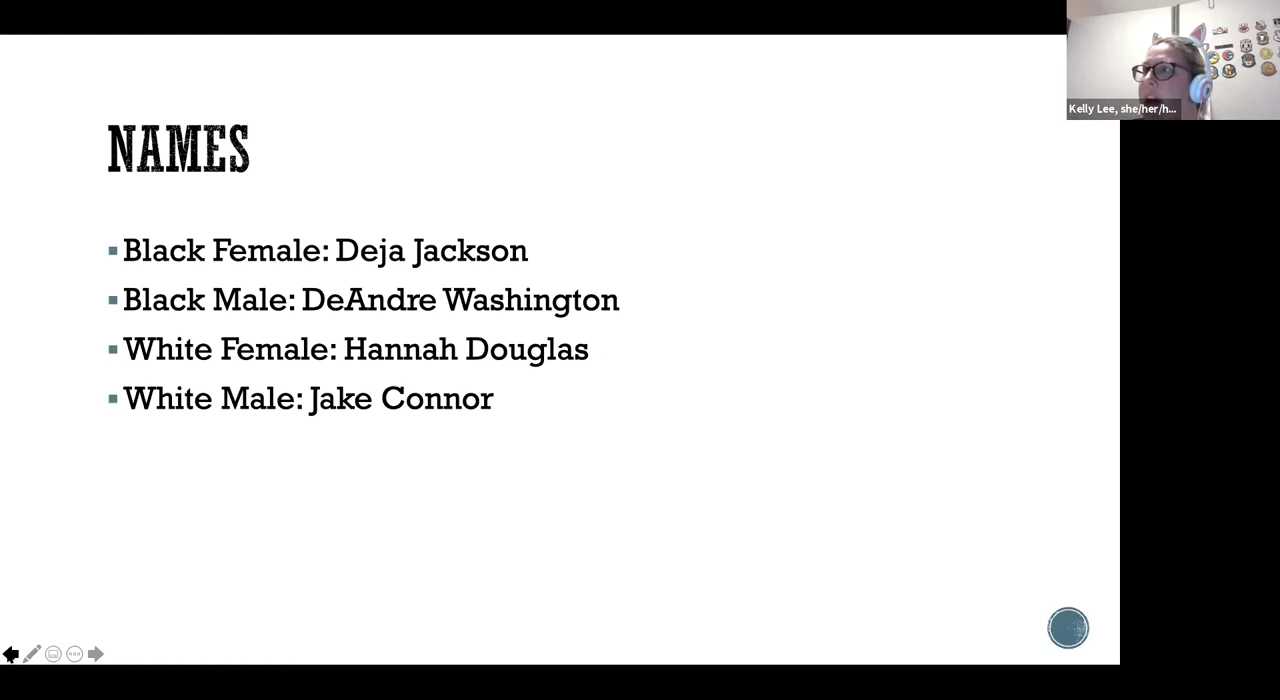 Kelly Lee, she/her/h...
NAMES
Black Female: Deja Jackson
Black Male: DeAndre Washington
White Female: Hannah Douglas
White Male: Jake Connor